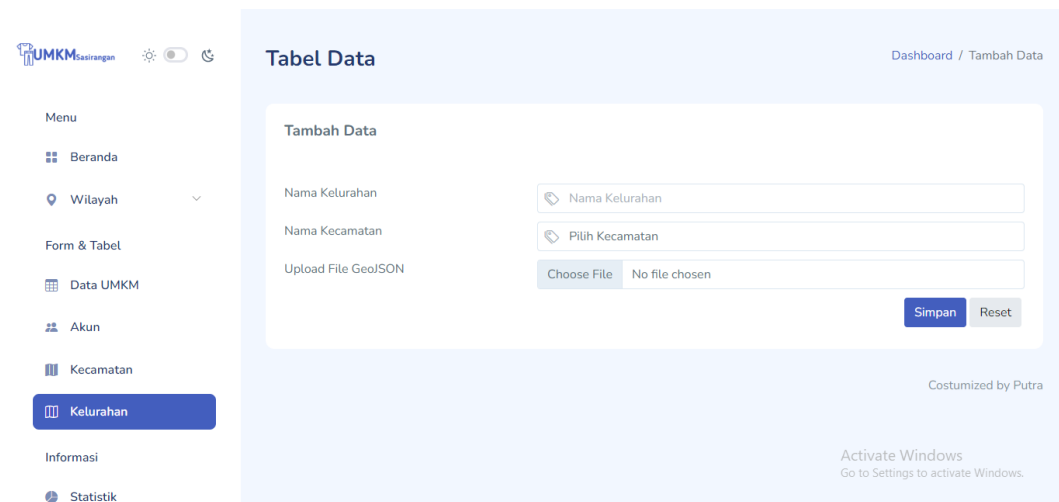 UMKM Sasirangan
Tabel Data
Dashboard / Tambah Data
Menu
Beranda
Wilayah
Form & Tabel
Data UMKM
Akun
Kecamatan
Kelurahan
Informasi
Statistik
Tambah Data
Nama Kelurahan
Nama Kelurahan
Nama Kecamatan
Pilih Kecamatan
Upload File GeoJSON
Choose File No file chosen
Simpan Reset
Costumized by Putra
Activate Windows
Go to Settings to activate Windows.